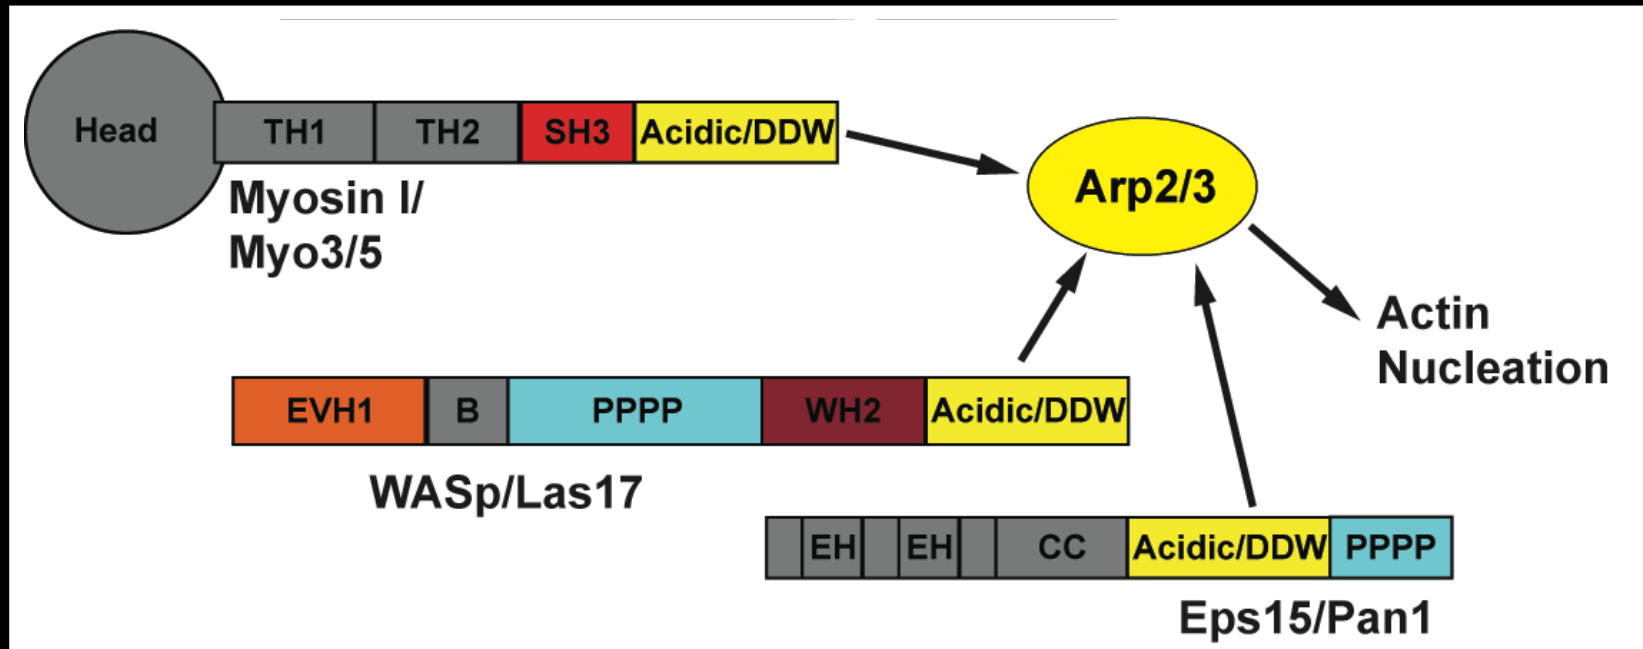 Head TH1 TH2 SH3 Acidic/DDW
Myosin I/
Myo3/5
Arp2/3
Actin
Nucleation
EVH1 B PPPP WH2 Acidic/DDW
WASp/Las17
EH EH CC Acidic/DDW PPPP
Eps15/Pan1